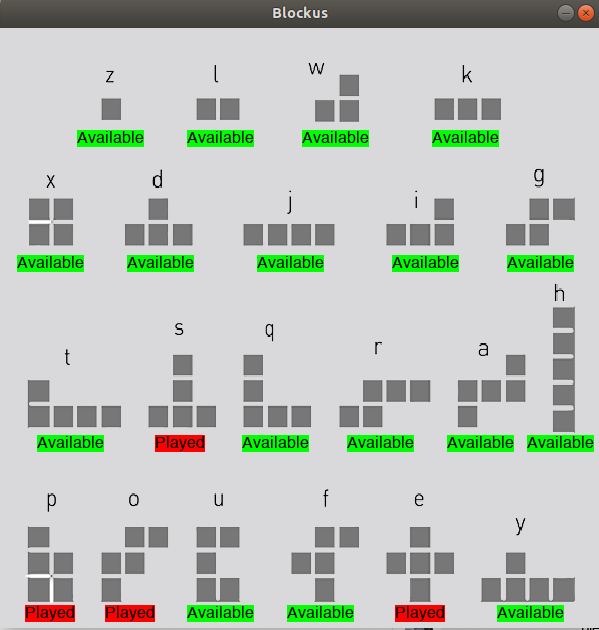 Blockus
z l w k
Available Available Available Available
x d j i g
Available Available Available Available Available
h
t s q r a
Available Played Available Available Available Available
p o u f e y
Played Played Available Available Played Available